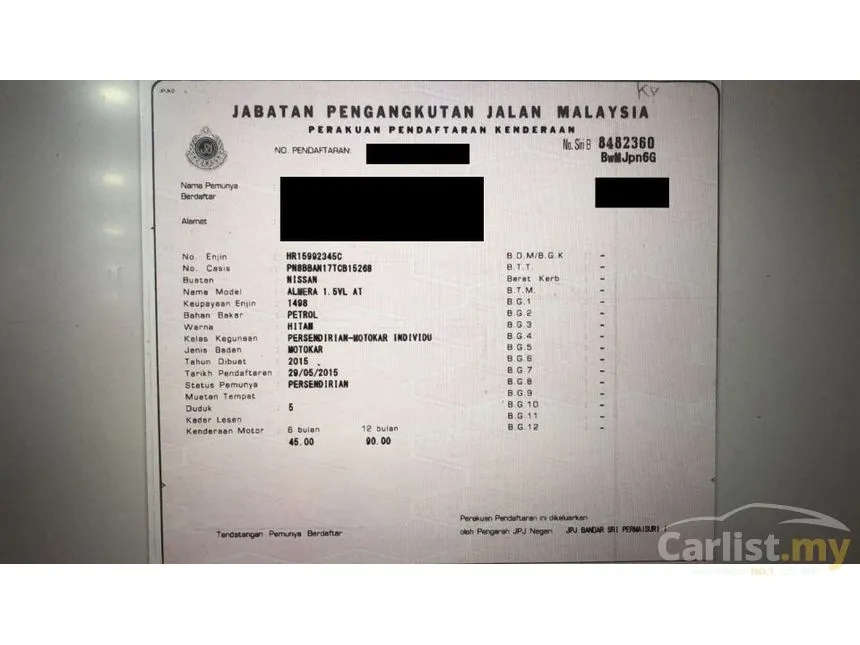 JPJK2
KV
JABATAN PENGANGKUTAN JALAN MALAYSIA
PERAKUAN PENDAFTARAN KENDERAAN
NO. PENDAFTARAN:
No. Siri B 8482360
BwMJpn6G
Nama Pemunya
Berdaftar
Alamat
No. Enjin HR15992345C B.D.M/B.G.K -
No. Casis PN8BBAN17TCB15268 B.T.T. -
Buatan NISSAN Berat Kerb -
Nama Model ALMERA 1.5VL AT B.T.M. -
Keupayaan Enjin 1498 B.G.1 -
Bahan Bakar PETROL B.G.2 -
Warna HITAM B.G.3 -
Kelas Kegunaan PERSENDIRIAN-MOTOKAR INDIVIDU B.G.4 -
Jenis Badan MOTOKAR B.G.5 -
Tahun Dibuat 2015 B.G.6 -
Tarikh Pendaftaran 29/05/2015 B.G.7 -
Status Pemunya PERSENDIRIAN B.G.8 -
Muatan Tempat B.G.9 -
Duduk 5 B.G.10 -
Kadar Lesen B.G.11 -
Kenderaan Motor 6 bulan 12 bulan B.G.12 -
45.00 90.00
Perakuan Pendaftaran ini dikeluarkan
Tandatangan Pemunya Berdaftar oleh Pengarah JPJ Negeri JPJ BANDAR SRI PERMAISURI
Carlist.my